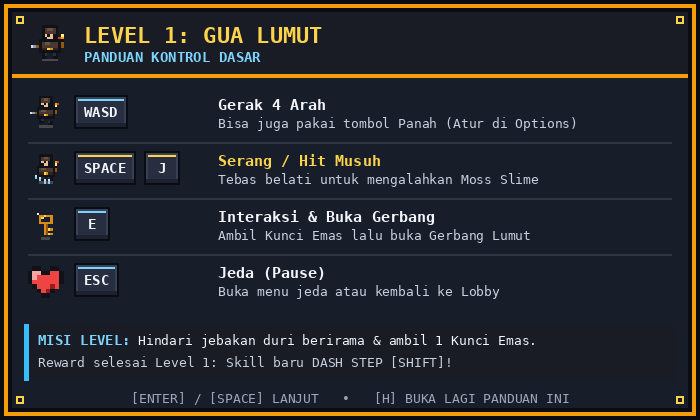 LEVEL 1: GUA LUMUT
PANDUAN KONTROL DASAR
WASD
Gerak 4 Arah
Bisa juga pakai tombol Panah (Atur di Options)
SPACE J
Serang / Hit Musuh
Tebas belati untuk mengalahkan Moss Slime
E
Interaksi & Buka Gerbang
Ambil Kunci Emas lalu buka Gerbang Lumut
ESC
Jeda (Pause)
Buka menu jeda atau kembali ke Lobby
MISI LEVEL: Hindari jebakan duri berirama & ambil 1 Kunci Emas.
Reward selesai Level 1: Skill baru DASH STEP [SHIFT]!
[ENTER] / [SPACE] LANJUT • [H] BUKA LAGI PANDUAN INI